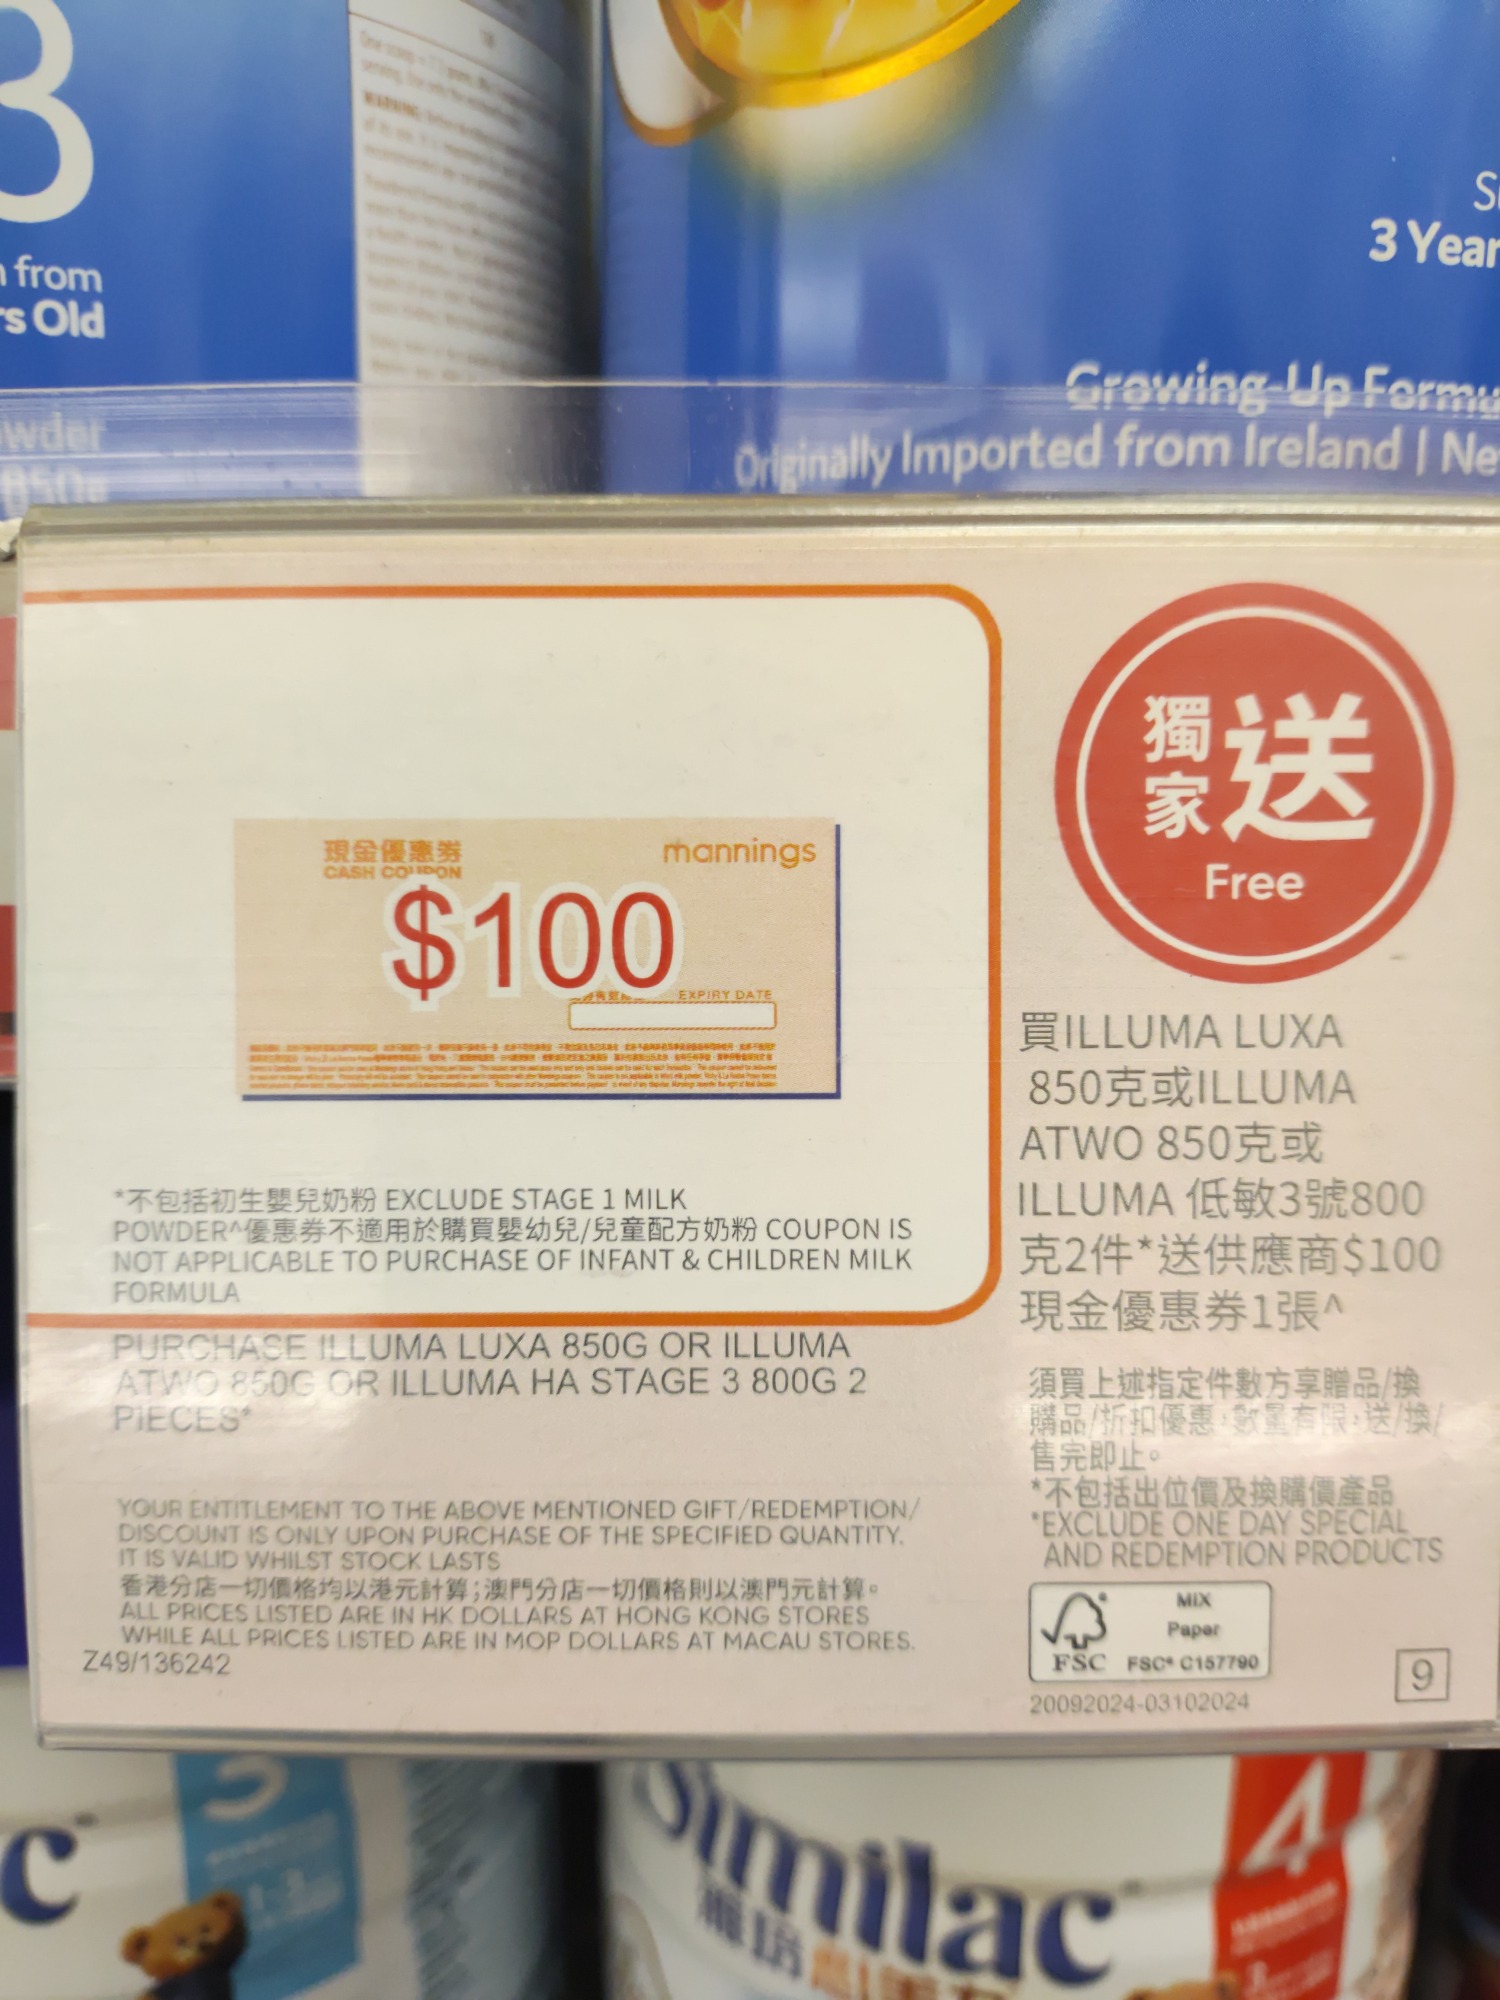 3
from
Old
3 Year
Growing-Up Formu
Originally Imported from Ireland | Ne
現金優惠券
CASH COUPON
mannings
$100
EXPIRY DATE
*不包括初生嬰兒奶粉 EXCLUDE STAGE 1 MILK
POWDER^優惠券不適用於購買嬰幼兒/兒童配方奶粉 COUPON IS
NOT APPLICABLE TO PURCHASE OF INFANT & CHILDREN MILK
FORMULA
PURCHASE ILLUMA LUXA 850G OR ILLUMA
ATWO 850G OR ILLUMA HA STAGE 3 800G 2
PIECES*
YOUR ENTITLEMENT TO THE ABOVE MENTIONED GIFT/REDEMPTION/
DISCOUNT IS ONLY UPON PURCHASE OF THE SPECIFIED QUANTITY.
IT IS VALID WHILST STOCK LASTS
香港分店一切價格均以港元計算;澳門分店一切價格則以澳門元計算。
ALL PRICES LISTED ARE IN HK DOLLARS AT HONG KONG STORES
WHILE ALL PRICES LISTED ARE IN MOP DOLLARS AT MACAU STORES.
Z49/136242
獨家送
Free
買ILLUMA LUXA
850克或ILLUMA
ATWO 850克或
ILLUMA 低敏3號800
克2件*送供應商$100
現金優惠券1張^
須買上述指定件數方享贈品/換
購品/折扣優惠,數量有限,送/換/
售完即止。
*不包括出位價及換購價產品
*EXCLUDE ONE DAY SPECIAL
AND REDEMPTION PRODUCTS
FSC
MIX
Paper
FSC® C157790
20092024-03102024
9
3
Similac
4